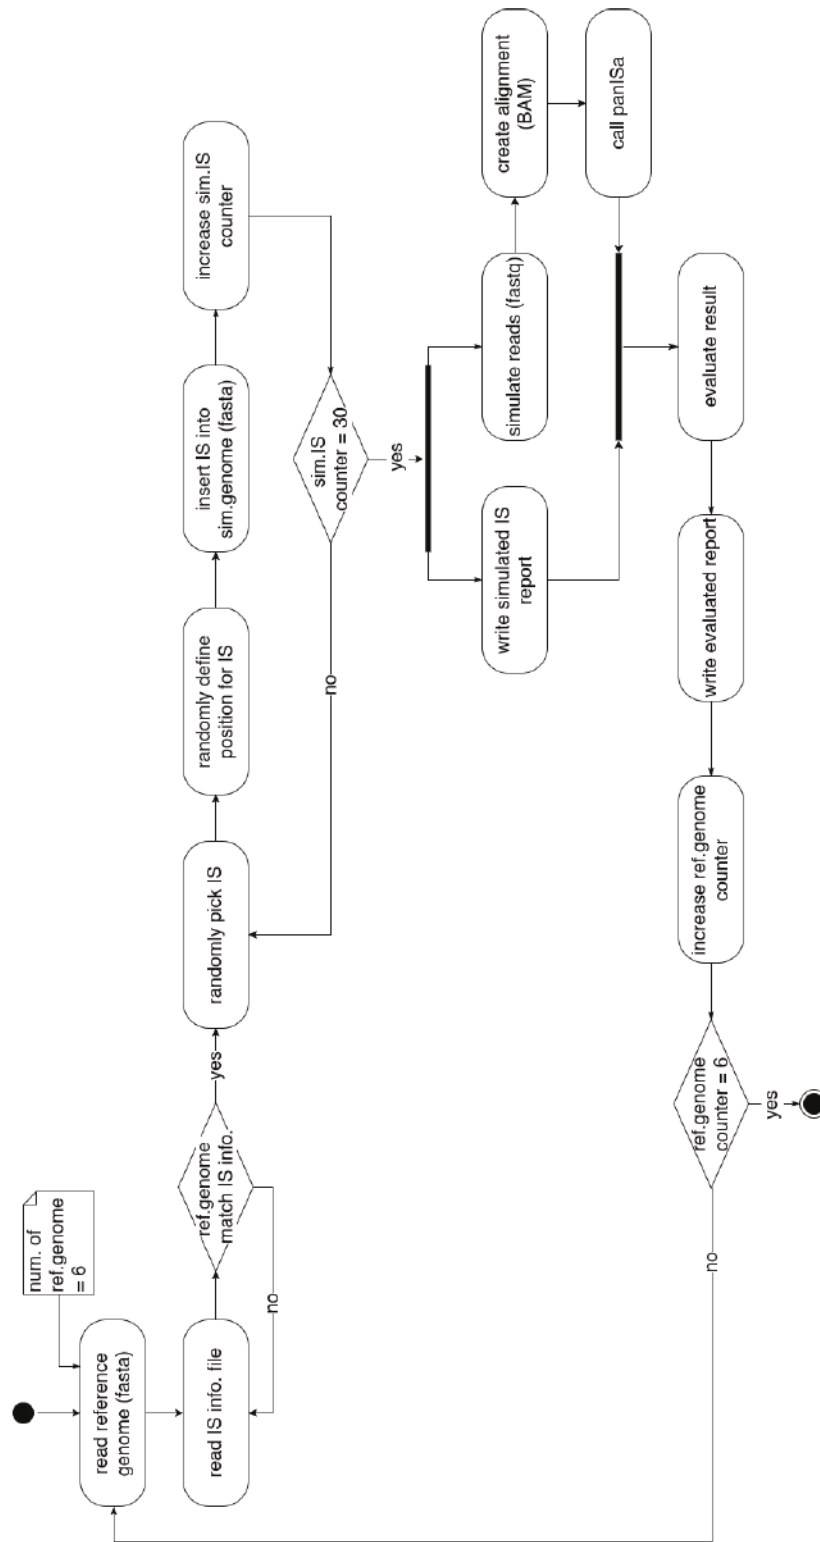 num. of
ref.genome
= 6
read reference
genome (fasta)
read IS info. file
no
ref.genome
match IS info.
yes
randomly pick IS
randomly define
position for IS
insert IS into
sim.genome (fasta)
increase sim.IS
counter
sim.IS
counter = 30
no
yes
write simulated IS
report
simulate reads (fastq)
create alignment
(BAM)
call panISa
evaluate result
write evaluated report
increase ref.genome
counter
ref.genome
counter = 6
no
yes